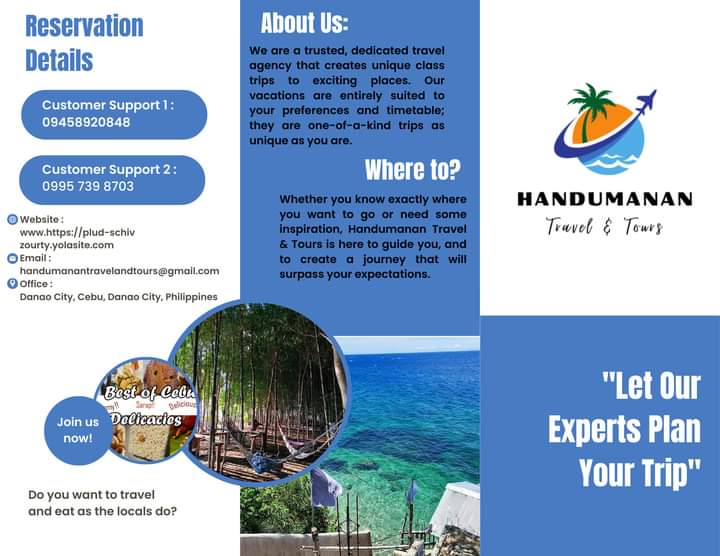 Reservation
Details
Customer Support 1 :
09458920848
Customer Support 2 :
0995 739 8703
Website :
www.https://plud-schiv
zourty.yolasite.com
Email :
handumanantravelandtours@gmail.com
Office :
Danao City, Cebu, Danao City, Philippines
Best of Cebu
Sarap!!
Delicious
Delicacies
Join us
now!
Do you want to travel
and eat as the locals do?
About Us:
We are a trusted, dedicated travel
agency that creates unique class
trips to exciting places. Our
vacations are entirely suited to
your preferences and timetable;
they are one-of-a-kind trips as
unique as you are.
Where to?
Whether you know exactly where
you want to go or need some
inspiration, Handumanan Travel
& Tours is here to guide you, and
to create a journey that will
surpass your expectations.
HANDUMANAN
Travel & Tours
"Let Our
Experts Plan
Your Trip"